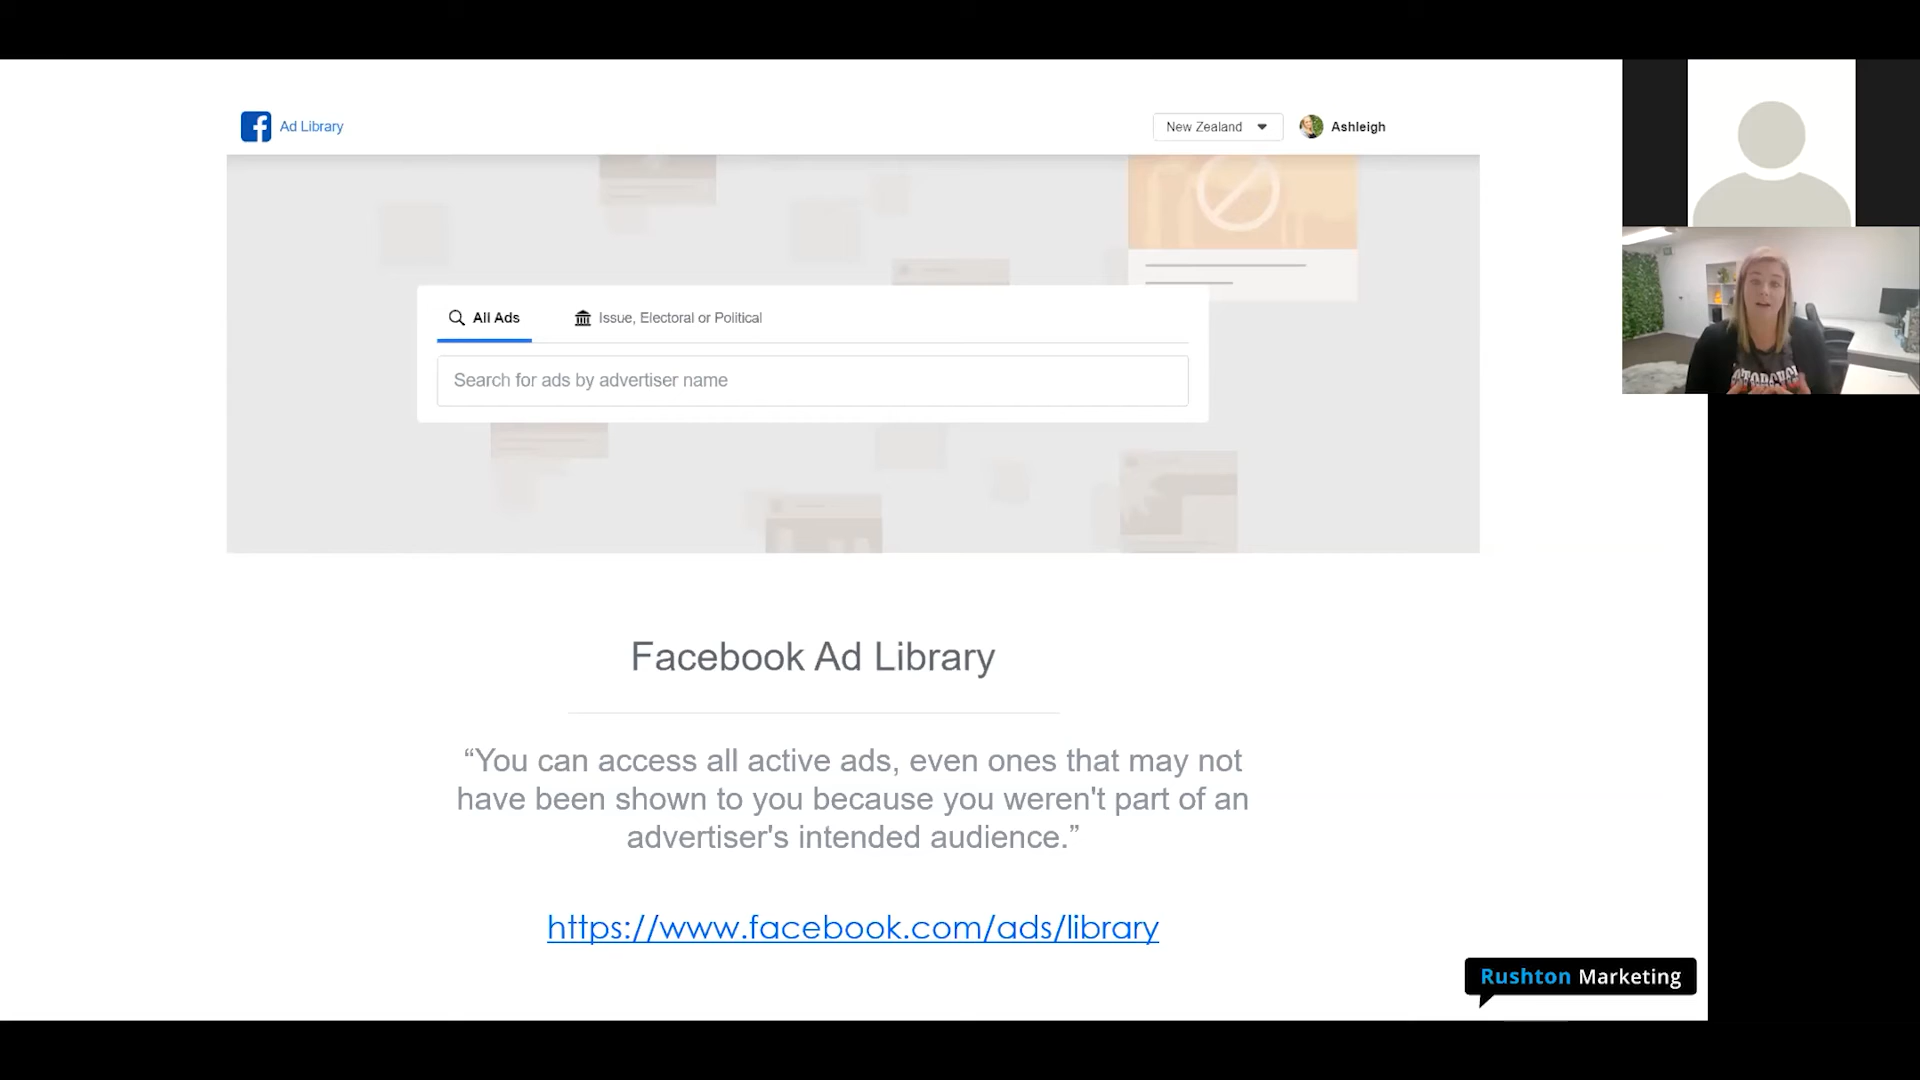 Ad Library
New Zealand
Ashleigh
All Ads
Issue, Electoral or Political
Search for ads by advertiser name
Facebook Ad Library
“You can access all active ads, even ones that may not
have been shown to you because you weren't part of an
advertiser's intended audience.”
https://www.facebook.com/ads/library
Rushton Marketing